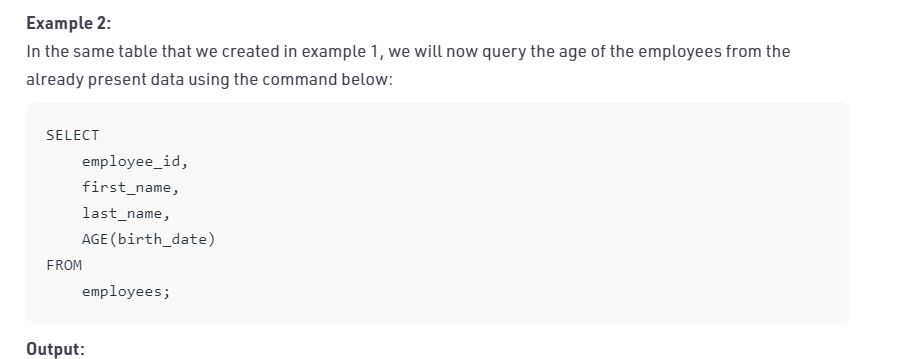 Example 2:
In the same table that we created in example 1, we will now query the age of the employees from the
already present data using the command below:
SELECT
    employee_id,
    first_name,
    last_name,
    AGE(birth_date)
FROM
    employees;
Output: